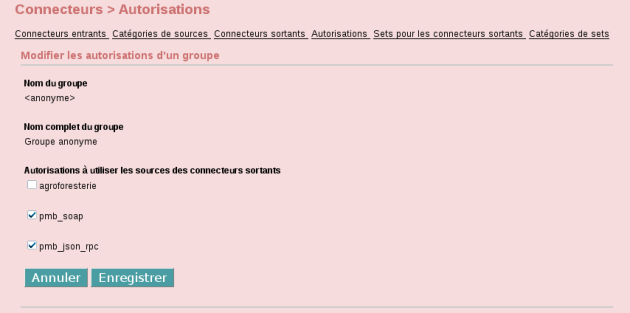 Connecteurs > Autorisations
Connecteurs entrants Catégories de sources Connecteurs sortants Autorisations Sets pour les connecteurs sortants Catégories de sets
Modifier les autorisations d'un groupe
Nom du groupe
<anonyme>
Nom complet du groupe
Groupe anonyme
Autorisations à utiliser les sources des connecteurs sortants
agroforesterie
pmb_soap
pmb_json_rpc
Annuler Enregistrer